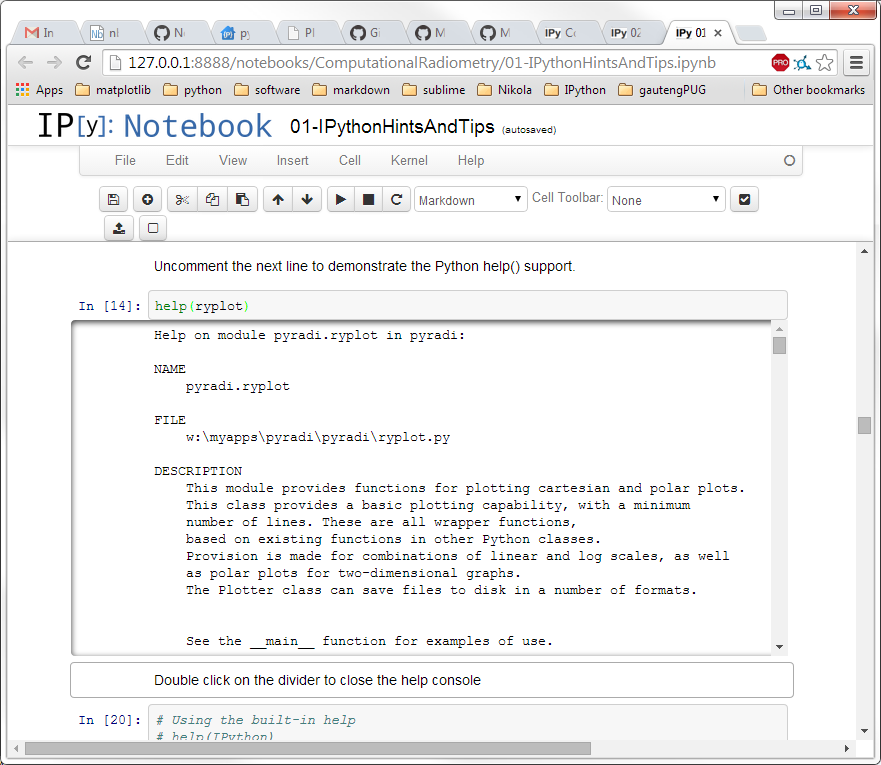 In
nl
N
py
Pl
Gi
M
M
IPy Co
IPy 02
IPy 01
127.0.0.1:8888/notebooks/ComputationalRadiometry/01-IPythonHintsAndTips.ipynb
PRO
Apps matplotlib python software markdown sublime Nikola IPython gautengPUG Other bookmarks
IP[y]: Notebook 01-IPythonHintsAndTips (autosaved)
File Edit View Insert Cell Kernel Help
Markdown Cell Toolbar: None
Uncomment the next line to demonstrate the Python help() support.
In [14]: help(ryplot)
Help on module pyradi.ryplot in pyradi:
NAME
pyradi.ryplot
FILE
w:\myapps\pyradi\pyradi\ryplot.py
DESCRIPTION
This module provides functions for plotting cartesian and polar plots.
This class provides a basic plotting capability, with a minimum
number of lines. These are all wrapper functions,
based on existing functions in other Python classes.
Provision is made for combinations of linear and log scales, as well
as polar plots for two-dimensional graphs.
The Plotter class can save files to disk in a number of formats.
See the __main__ function for examples of use.
Double click on the divider to close the help console
In [20]: # Using the built-in help
# help(IPython)